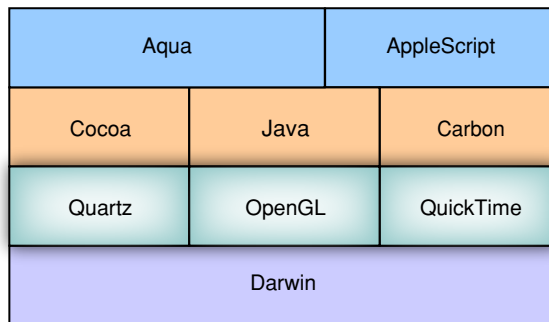 Aqua AppleScript
Cocoa Java Carbon
Quartz OpenGL QuickTime
Darwin